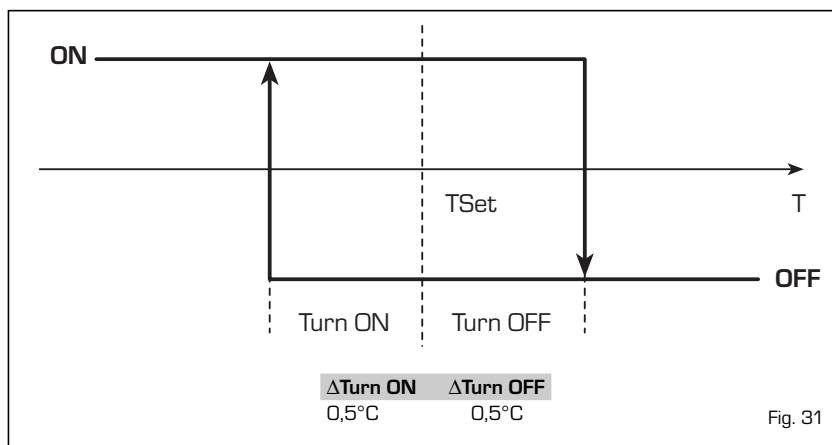 ON
TSet
T
OFF
Turn ON Turn OFF
ΔTurn ON ΔTurn OFF
0,5°C 0,5°C
Fig. 31